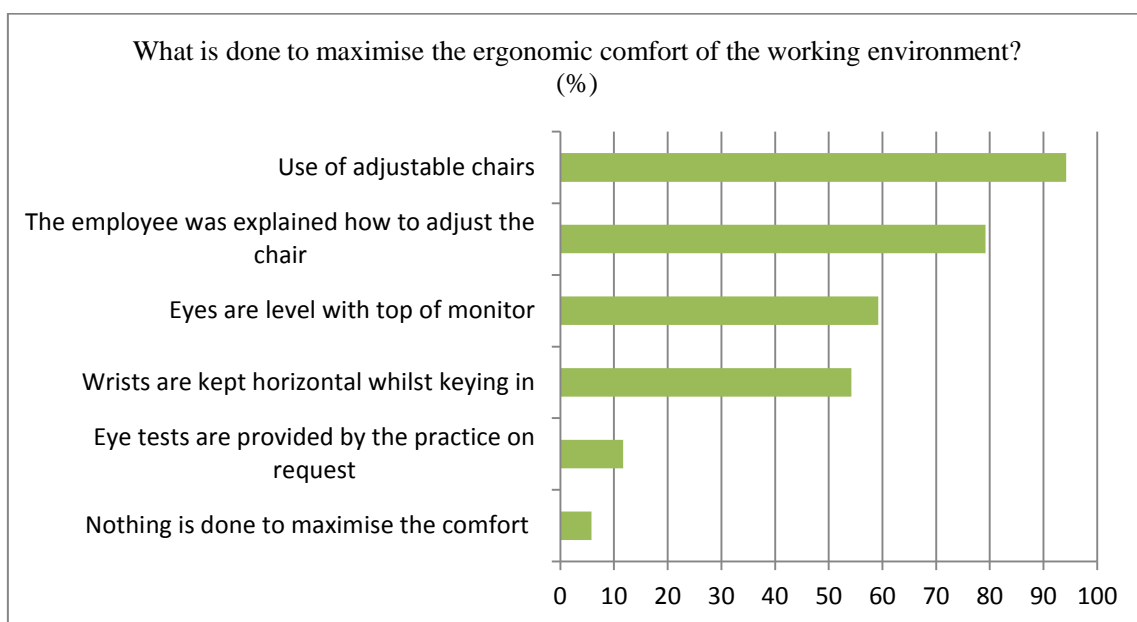 What is done to maximise the ergonomic comfort of the working environment?
(%)
Use of adjustable chairs
The employee was explained how to adjust the
chair
Eyes are level with top of monitor
Wrists are kept horizontal whilst keying in
Eye tests are provided by the practice on
request
Nothing is done to maximise the comfort
0 10 20 30 40 50 60 70 80 90 100